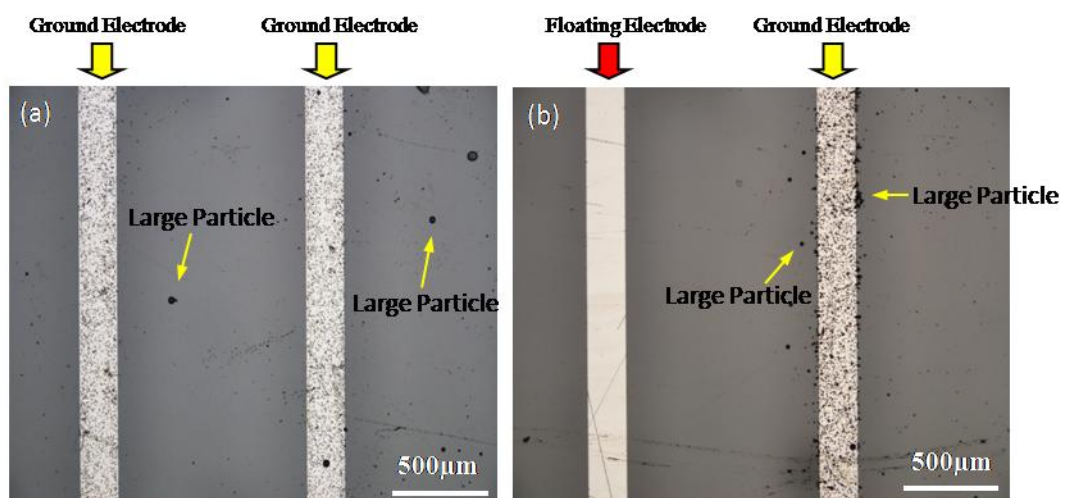 Ground Electrode
Ground Electrode
Floating Electrode
Ground Electrode
(a)
Large Particle
Large Particle
500μm
(b)
Large Particle
Large Particle
500μm